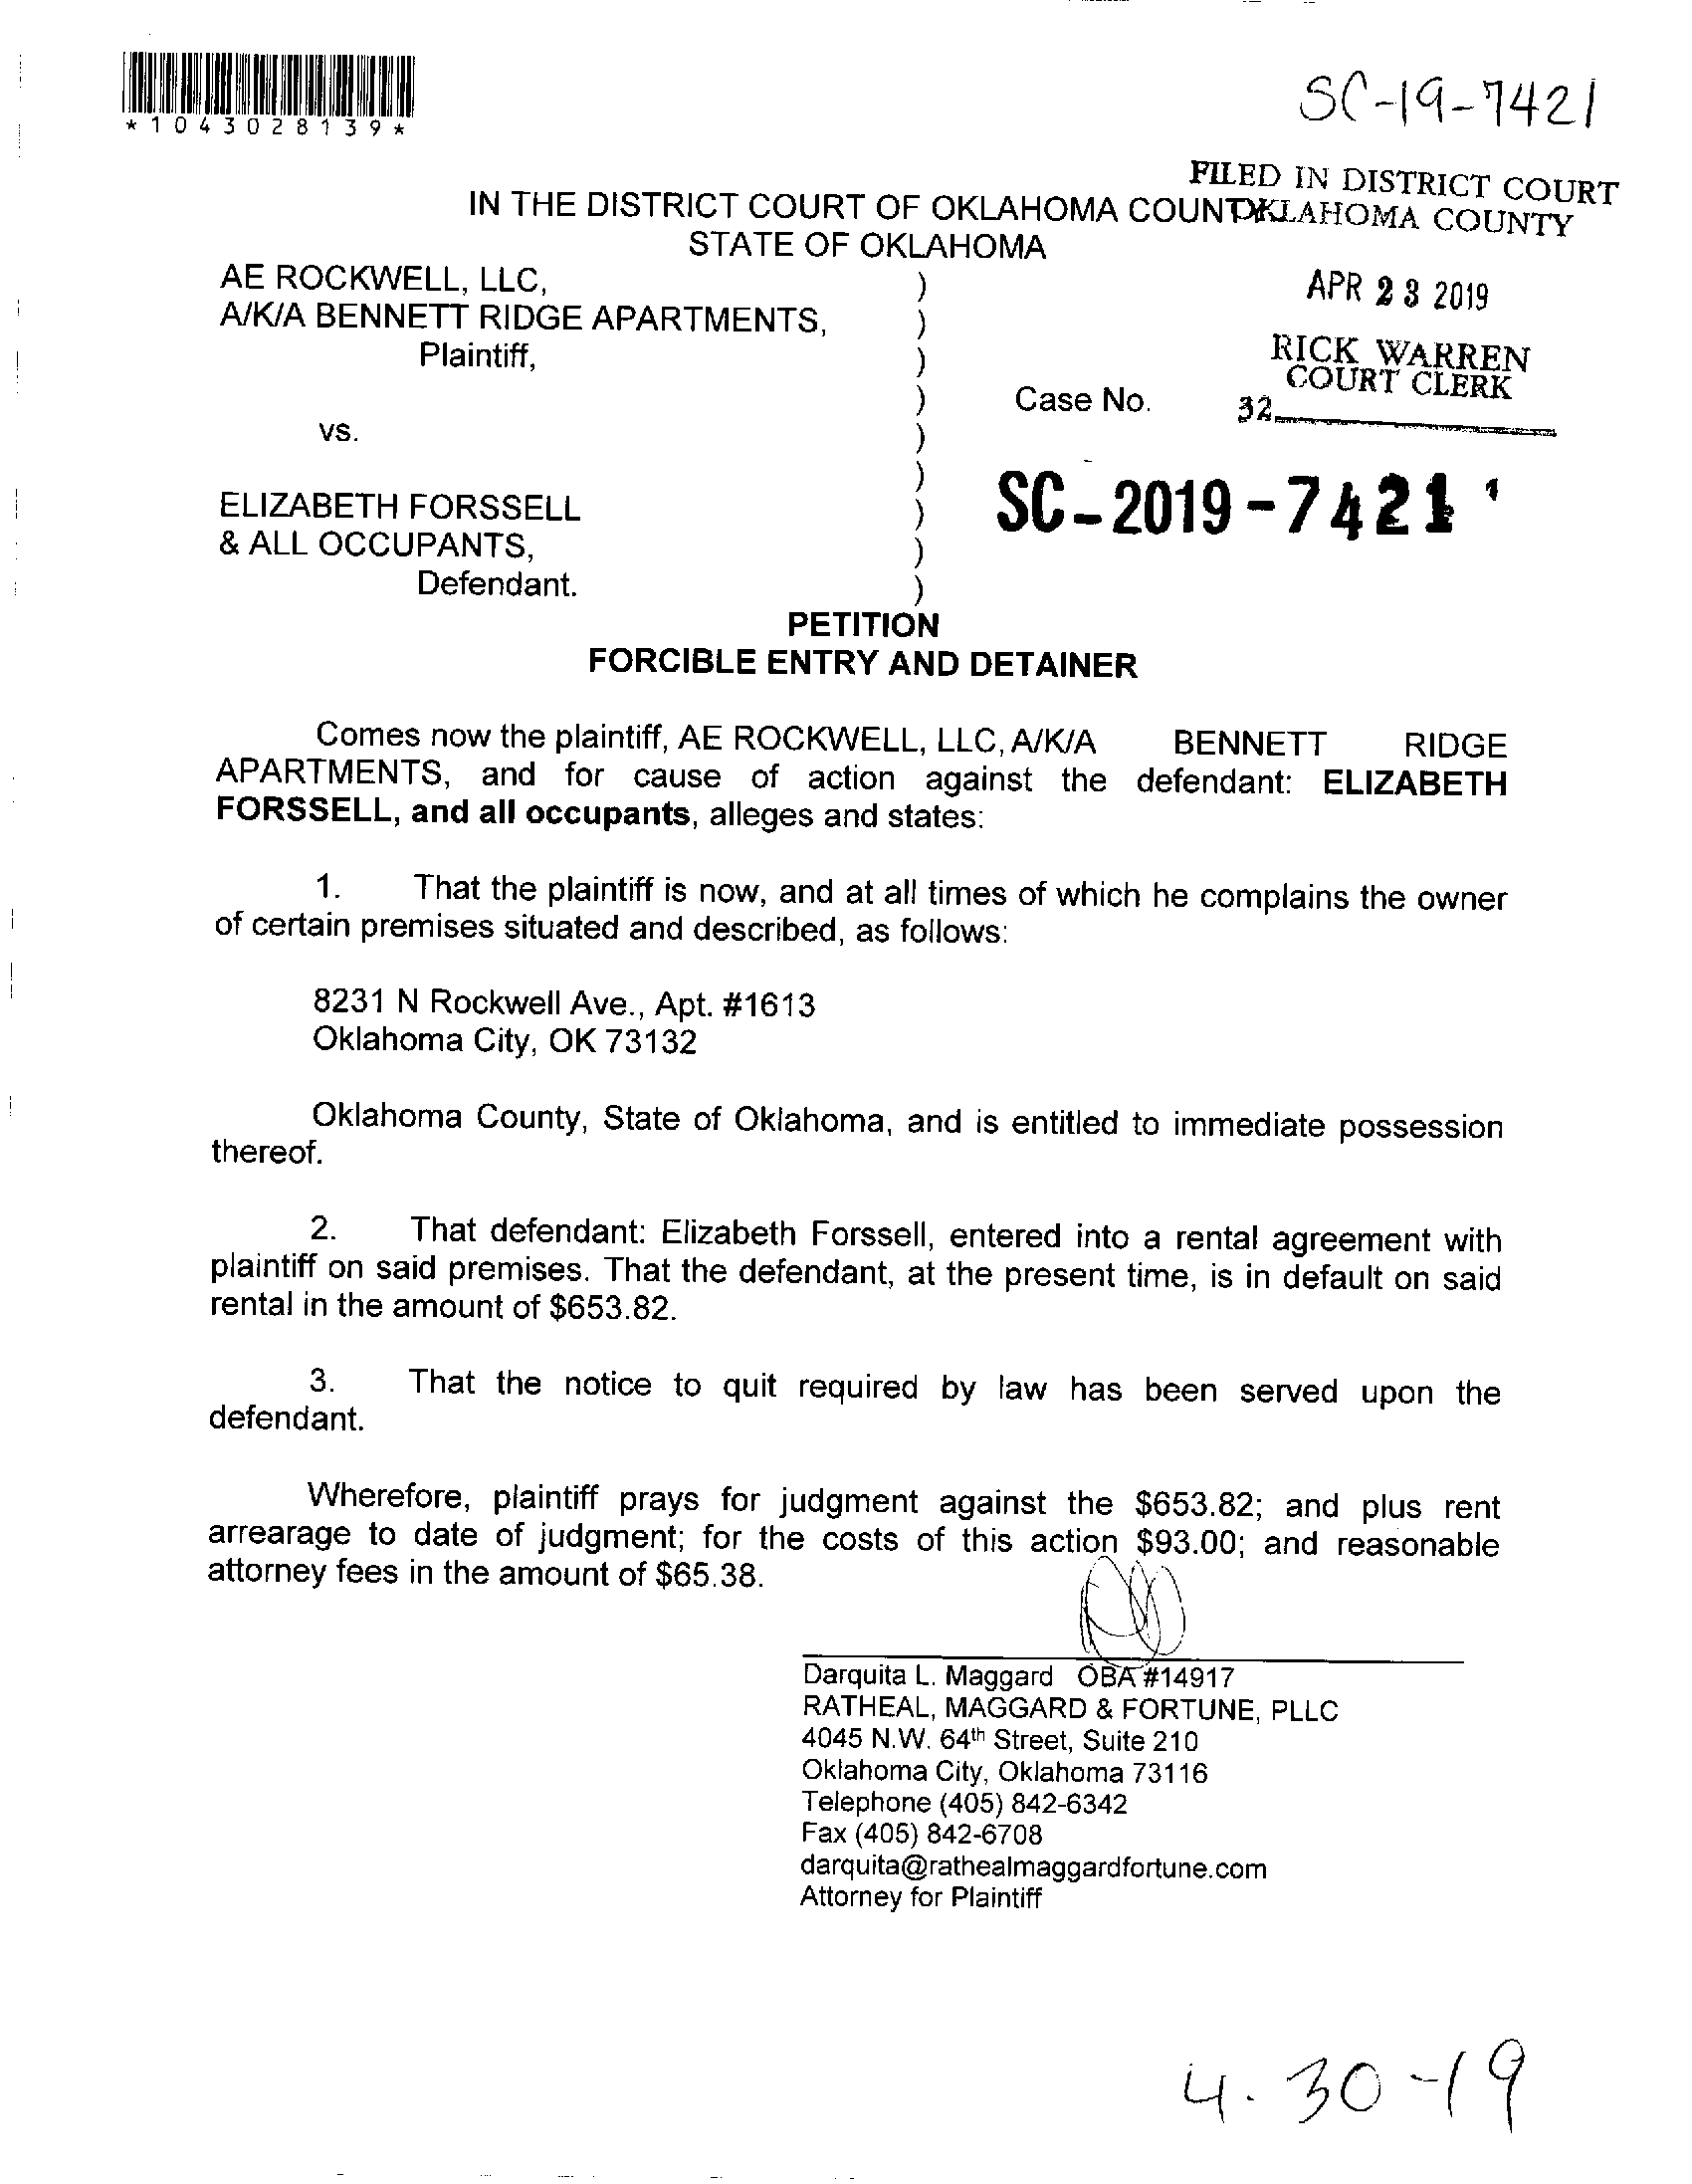 *1043028139*
SC-19-7421
FILED IN DISTRICT COURT
OKLAHOMA COUNTY
IN THE DISTRICT COURT OF OKLAHOMA COUNTY
STATE OF OKLAHOMA
APR 23 2019
RICK WARREN
COURT CLERK
32
AE ROCKWELL, LLC, )
A/K/A BENNETT RIDGE APARTMENTS, )
Plaintiff, )
) Case No.
vs. )
) SC-2019-7421
ELIZABETH FORSSELL )
& ALL OCCUPANTS, )
Defendant. )
PETITION
FORCIBLE ENTRY AND DETAINER
Comes now the plaintiff, AE ROCKWELL, LLC, A/K/A BENNETT RIDGE
APARTMENTS, and for cause of action against the defendant: ELIZABETH
FORSSELL, and all occupants, alleges and states:
1. That the plaintiff is now, and at all times of which he complains the owner
of certain premises situated and described, as follows:
8231 N Rockwell Ave., Apt. #1613
Oklahoma City, OK 73132
Oklahoma County, State of Oklahoma, and is entitled to immediate possession
thereof.
2. That defendant: Elizabeth Forssell, entered into a rental agreement with
plaintiff on said premises. That the defendant, at the present time, is in default on said
rental in the amount of $653.82.
3. That the notice to quit required by law has been served upon the
defendant.
Wherefore, plaintiff prays for judgment against the $653.82; and plus rent
arrearage to date of judgment; for the costs of this action $93.00; and reasonable
attorney fees in the amount of $65.38.
Darquita L. Maggard OBA #14917
RATHEAL, MAGGARD & FORTUNE, PLLC
4045 N.W. 64th Street, Suite 210
Oklahoma City, Oklahoma 73116
Telephone (405) 842-6342
Fax (405) 842-6708
darquita@rathealmaggardfortune.com
Attorney for Plaintiff
4-30-19